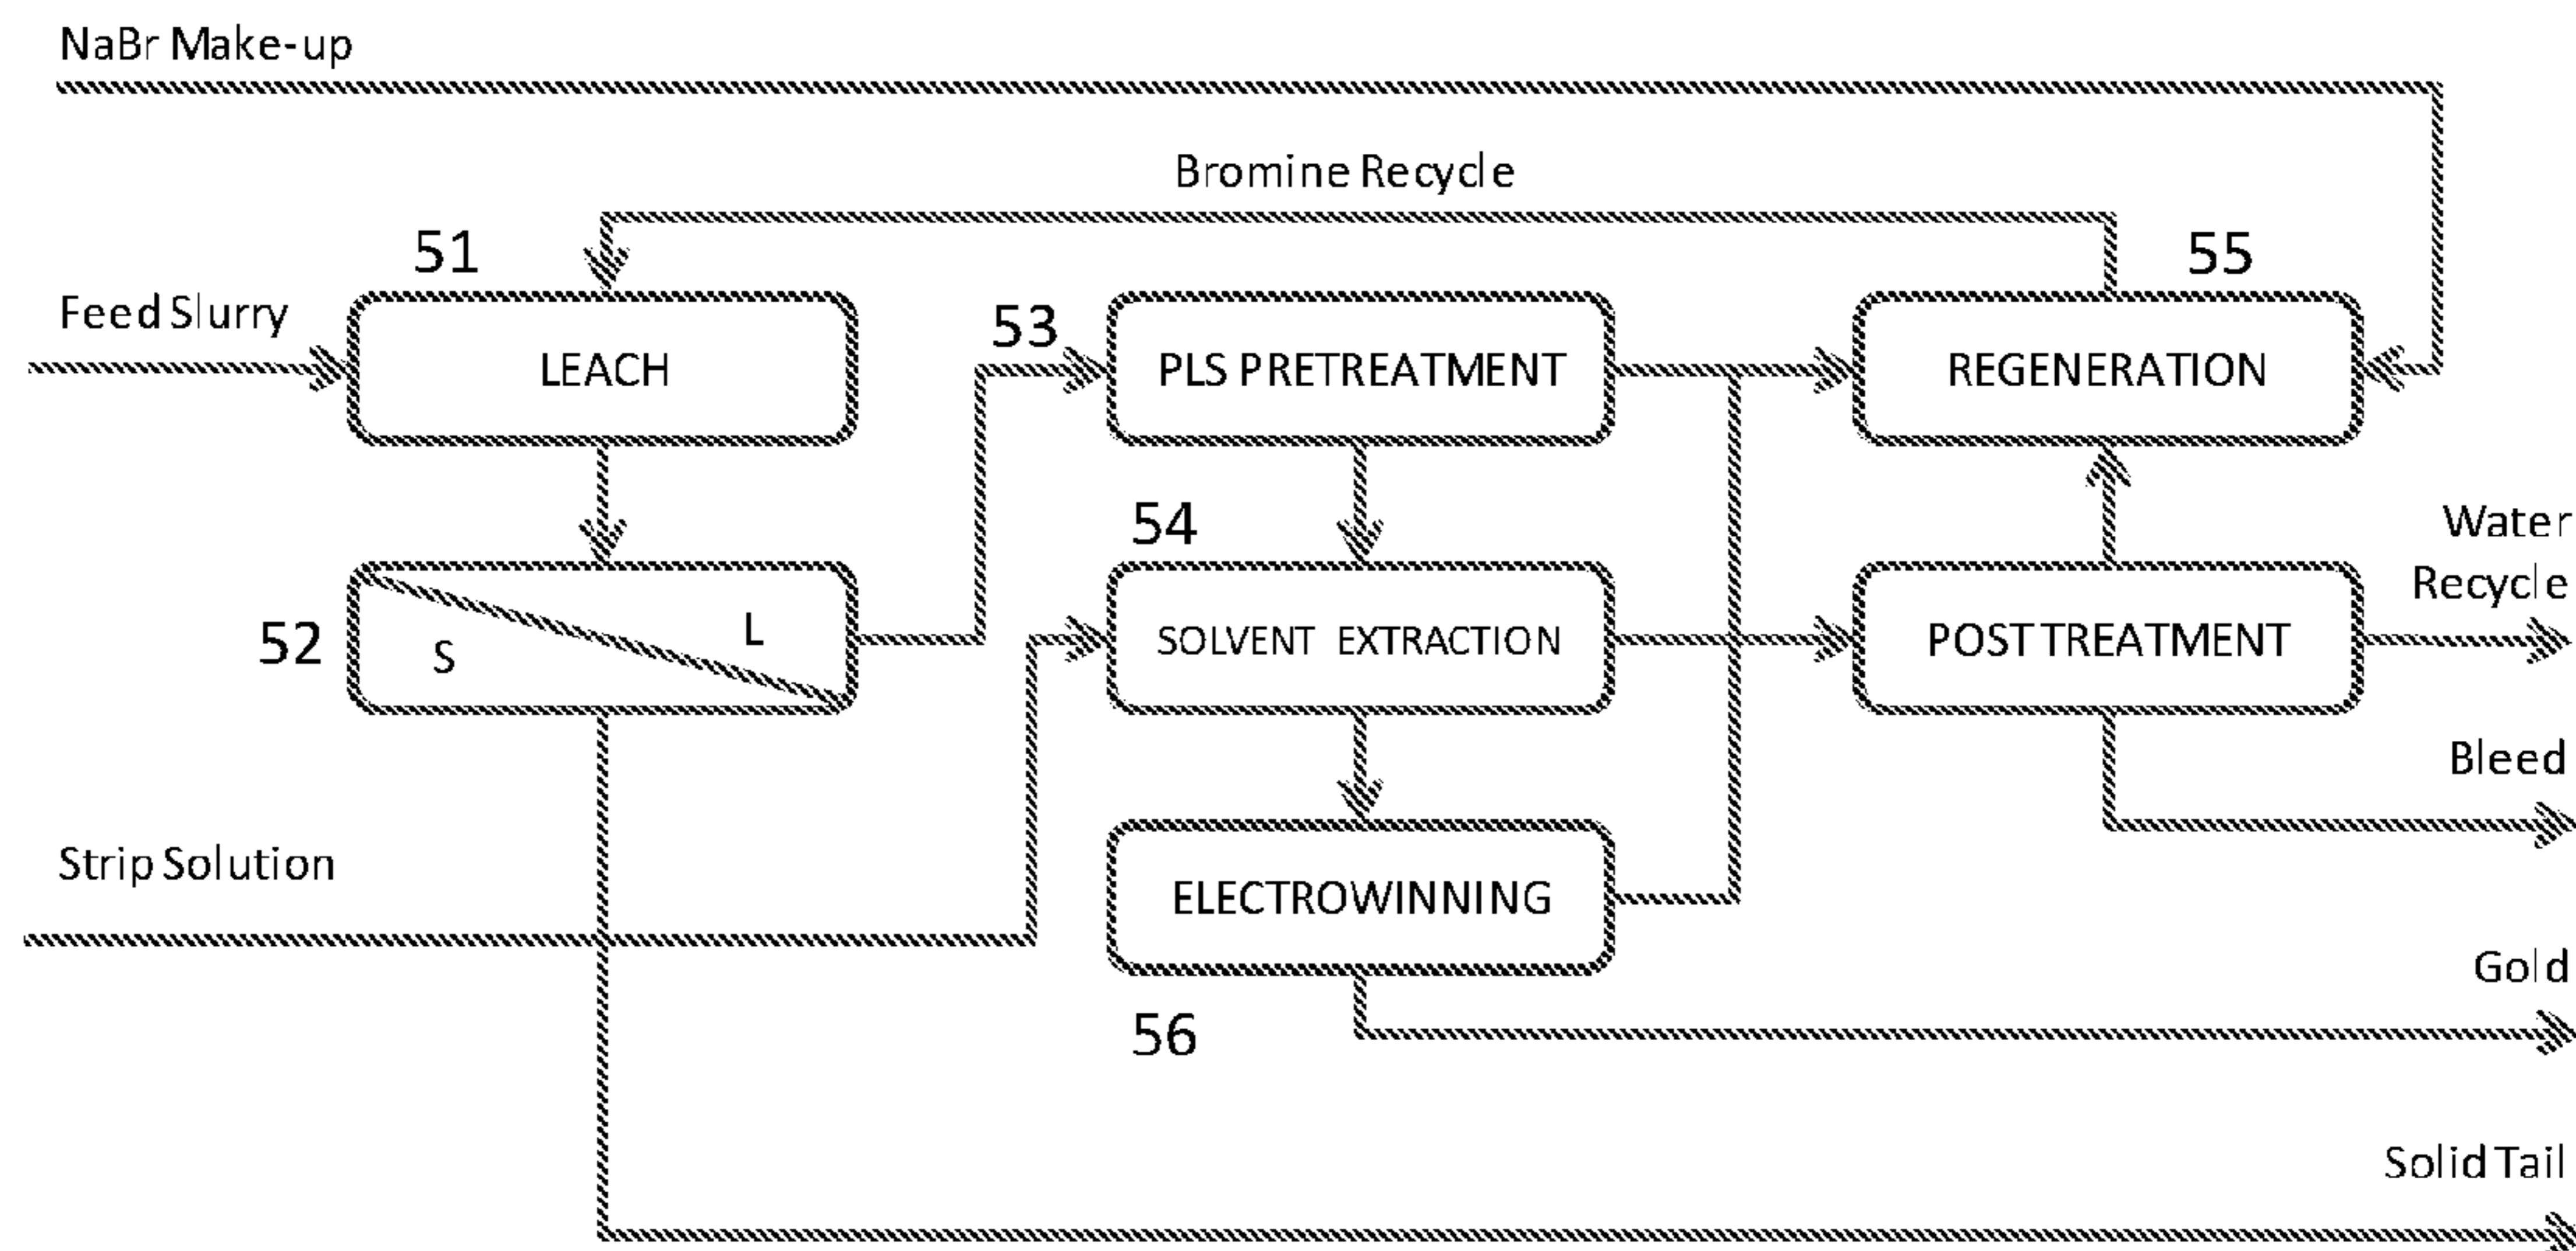 NaBr Make-up
Bromine Recycle
51
55
Feed Slurry
53
LEACH
PLS PRETREATMENT
REGENERATION
54
Water
Recycle
52
S
L
SOLVENT EXTRACTION
POST TREATMENT
Bleed
Strip Solution
ELECTROWINNING
Gold
56
Solid Tail